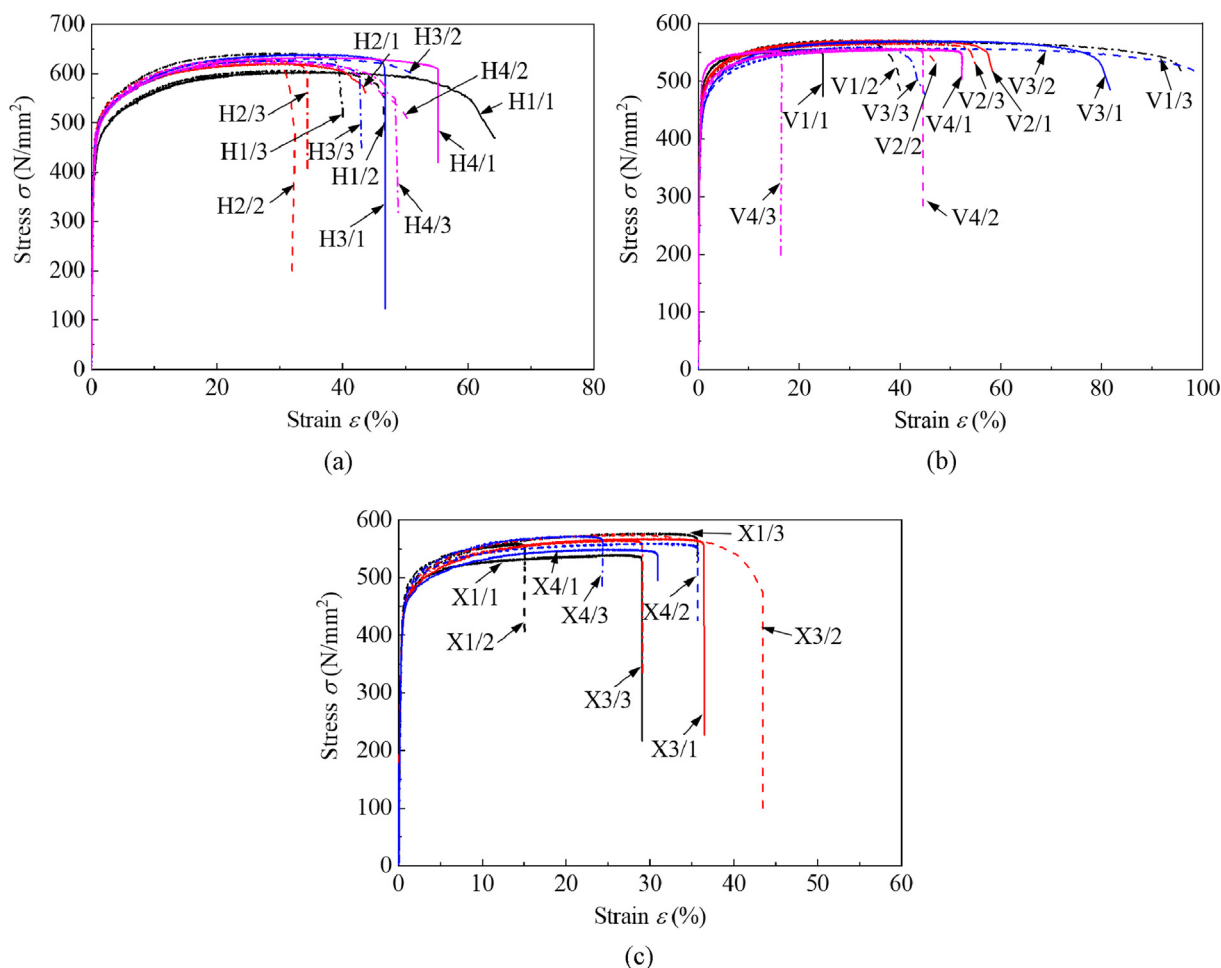 700
600
500
400
300
200
100
0
0
20
40
60
80
Stress σ (N/mm²)
Strain ε (%)
H2/1
H3/2
H4/2
H1/1
H2/3
H1/3
H3/3
H1/2
H4/1
H2/2
H3/1
H4/3
(a)
600
500
400
300
200
100
0
0
20
40
60
80
100
Stress σ (N/mm²)
Strain ε (%)
V1/1
V1/2
V3/3
V2/2
V4/1
V2/3
V2/1
V3/2
V3/1
V1/3
V4/3
V4/2
(b)
600
500
400
300
200
100
0
0
10
20
30
40
50
60
Stress σ (N/mm²)
Strain ε (%)
X1/3
X1/1
X4/1
X4/3
X4/2
X1/2
X3/2
X3/3
X3/1
(c)